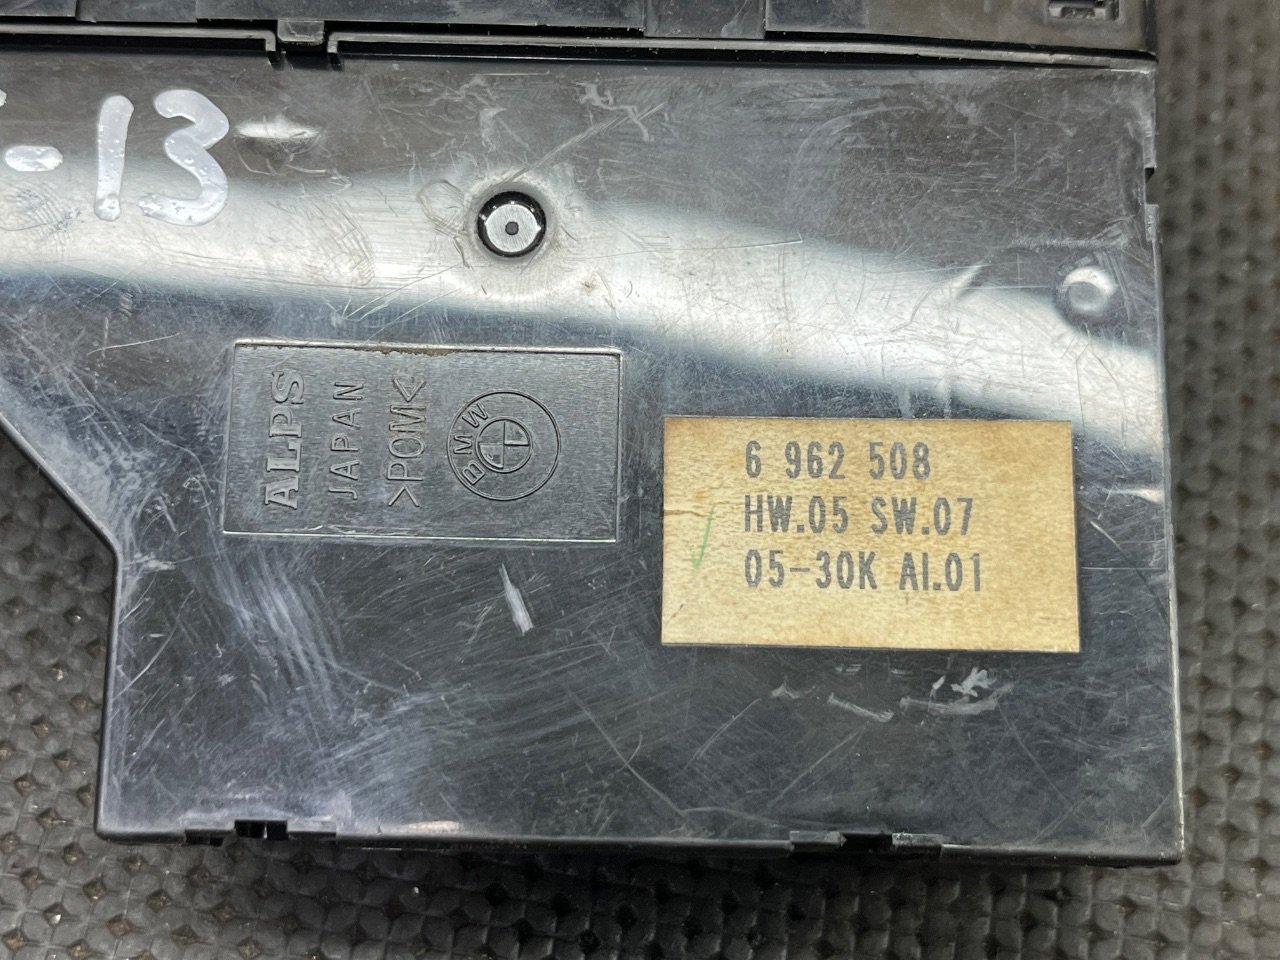 -13
ALPS
JAPAN
>POM<
BMW
6 962 508
HW.05 SW.07
05-30K AI.01